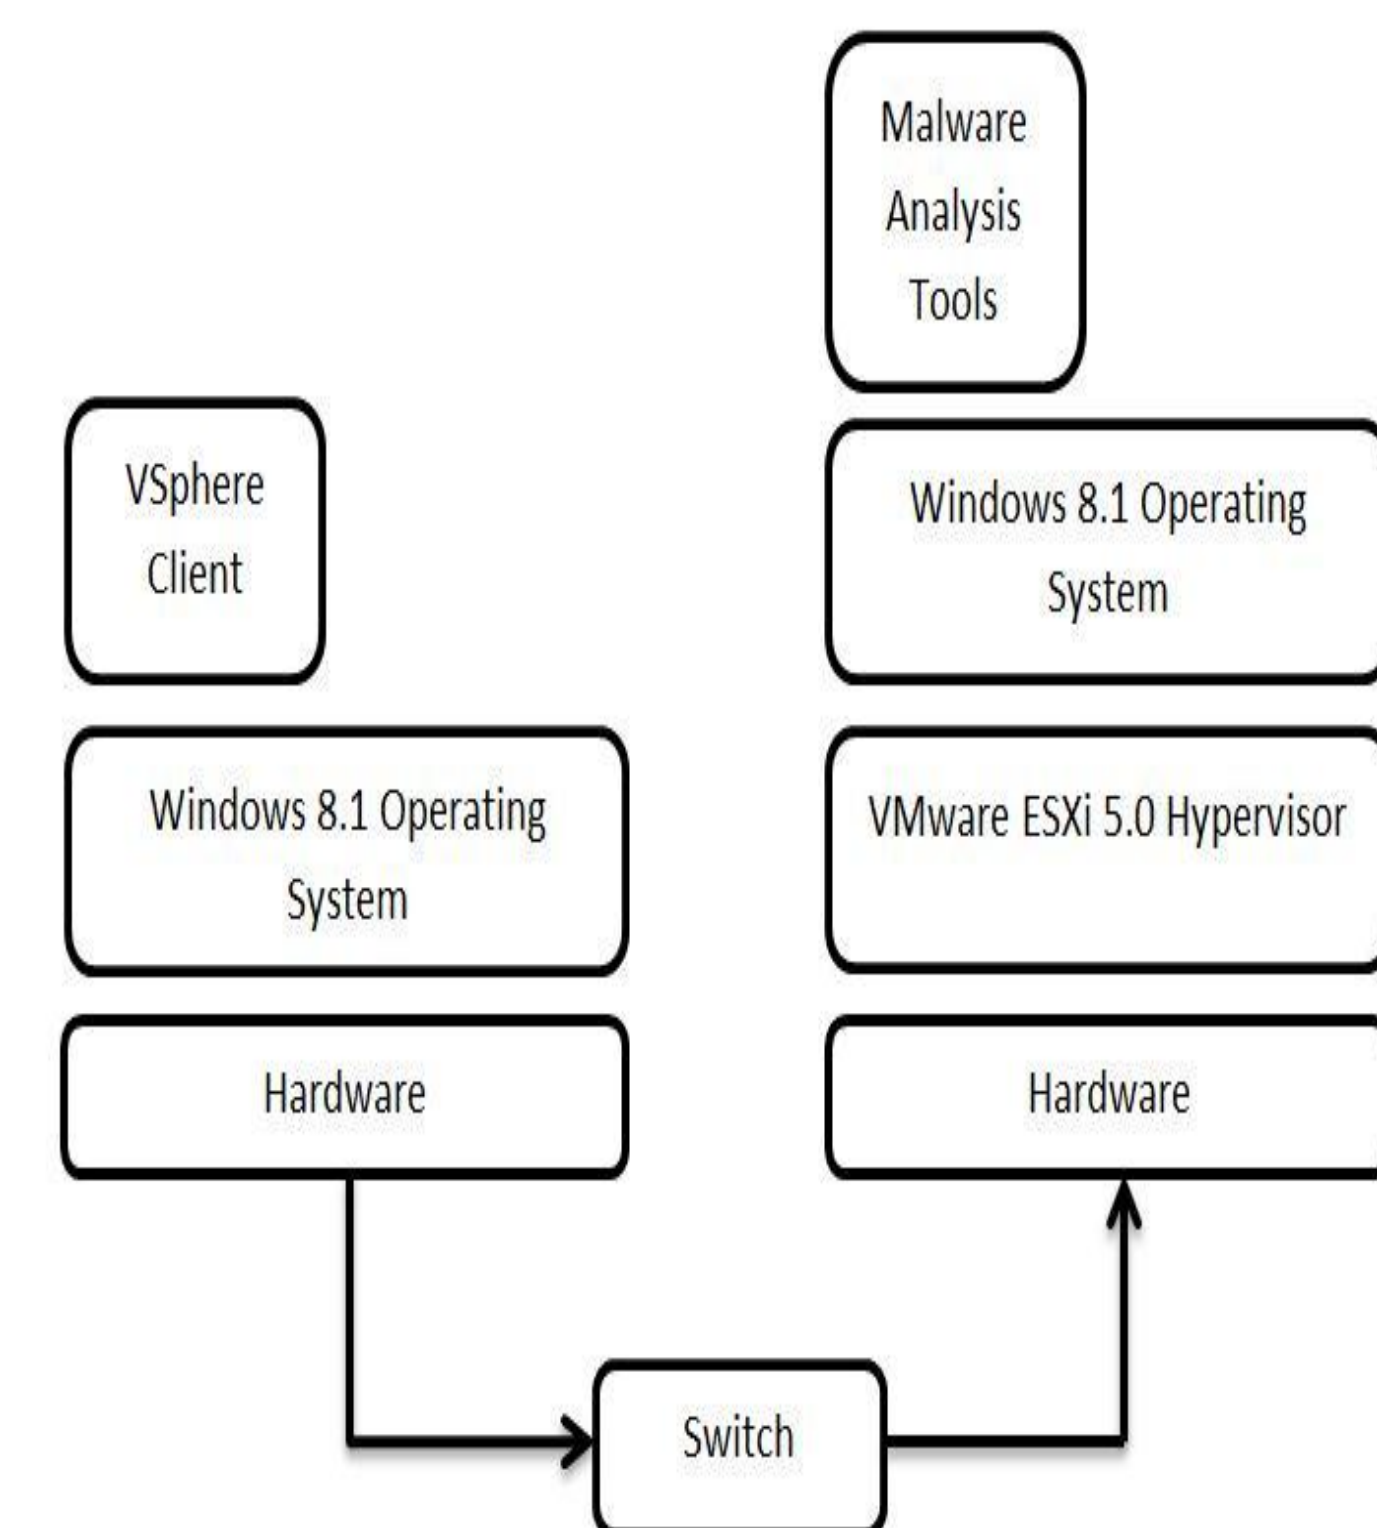 Malware
Analysis
Tools
VSphere
Client
Windows 8.1 Operating
System
Windows 8.1 Operating
System
VMware ESXi 5.0 Hypervisor
Hardware
Hardware
Switch